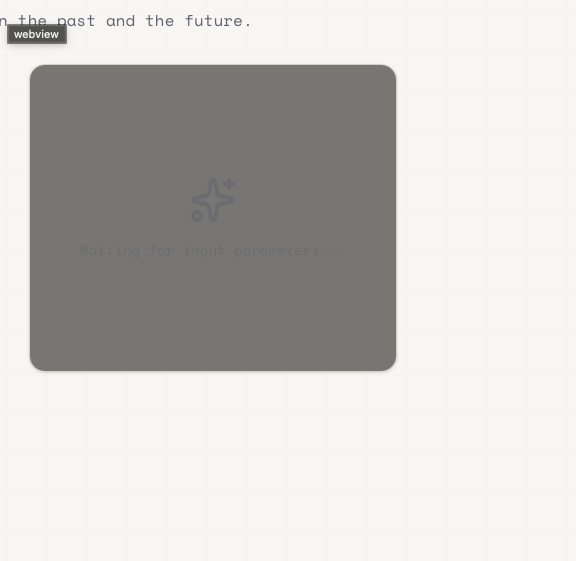 n the past and the future.
webview
Waiting for input parameters...